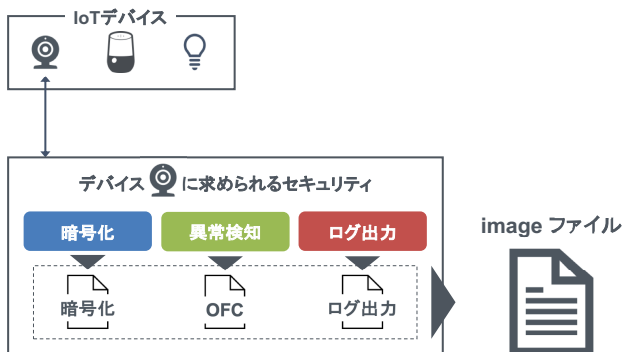 IoTデバイス
デバイス に求められるセキュリティ
暗号化 異常検知 ログ出力
image ファイル
暗号化 OFC ログ出力